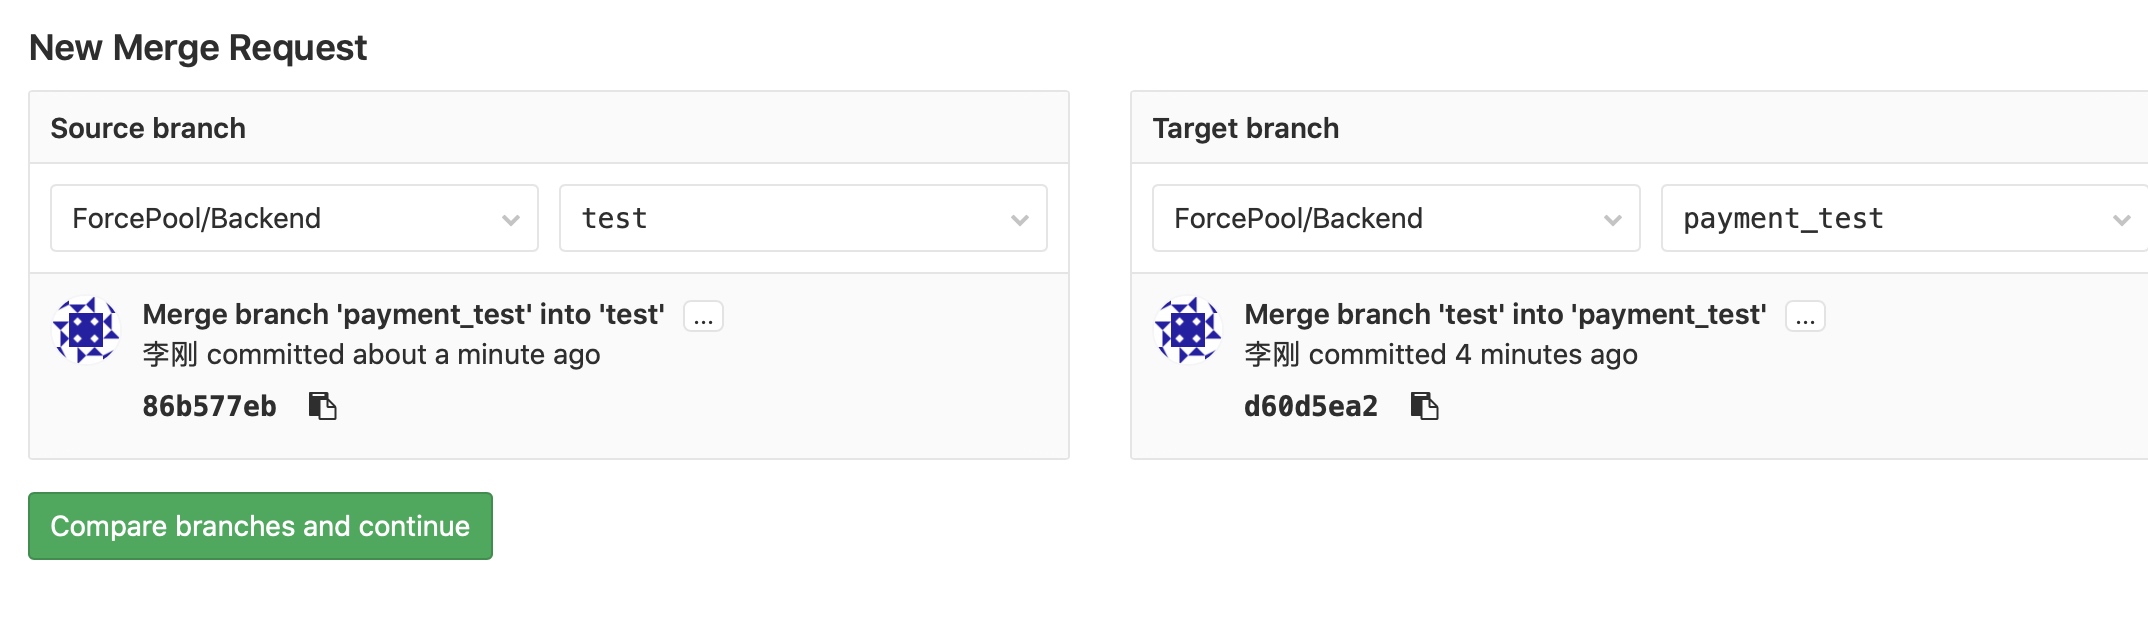 New Merge Request
Source branch
ForcePool/Backend
test
Merge branch 'payment_test' into 'test' ...
李刚 committed about a minute ago
86b577eb
Target branch
ForcePool/Backend
payment_test
Merge branch 'test' into 'payment_test' ...
李刚 committed 4 minutes ago
d60d5ea2
Compare branches and continue